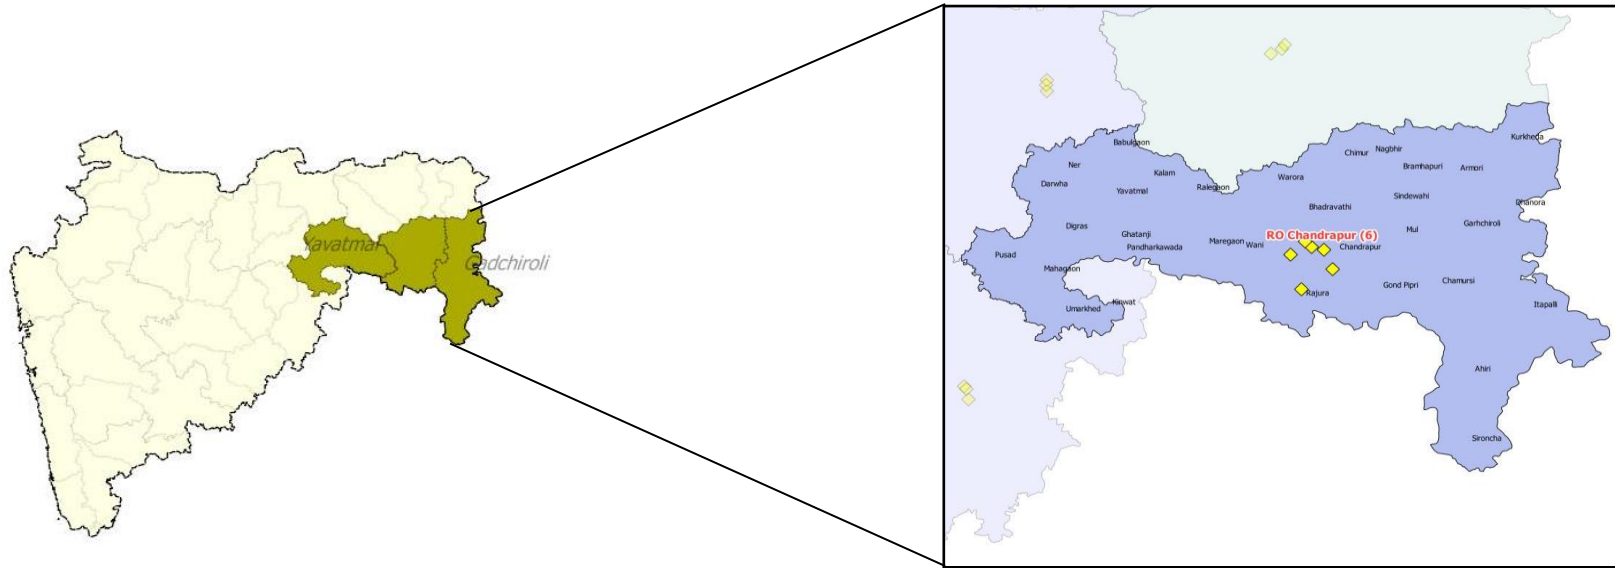 Yavatmal
Gadchiroli
Kurkheda
Babulgaon
Nagbhir
Chimur
Ner
Bramhapuri
Armori
Kalam
Warora
Darwha
Ralegaon
Yavatmal
Sindewahi
Dhanora
Bhadravathi
Digras
Garhchiroli
Mul
Ghatanji
RO Chandrapur (6)
Maregaon
Wani
Pandharkawada
Chandrapur
Pusad
Mahagaon
Chamursi
Gond Pipri
Rajura
Kinwat
Itapalli
Umarkhed
Ahiri
Sironcha